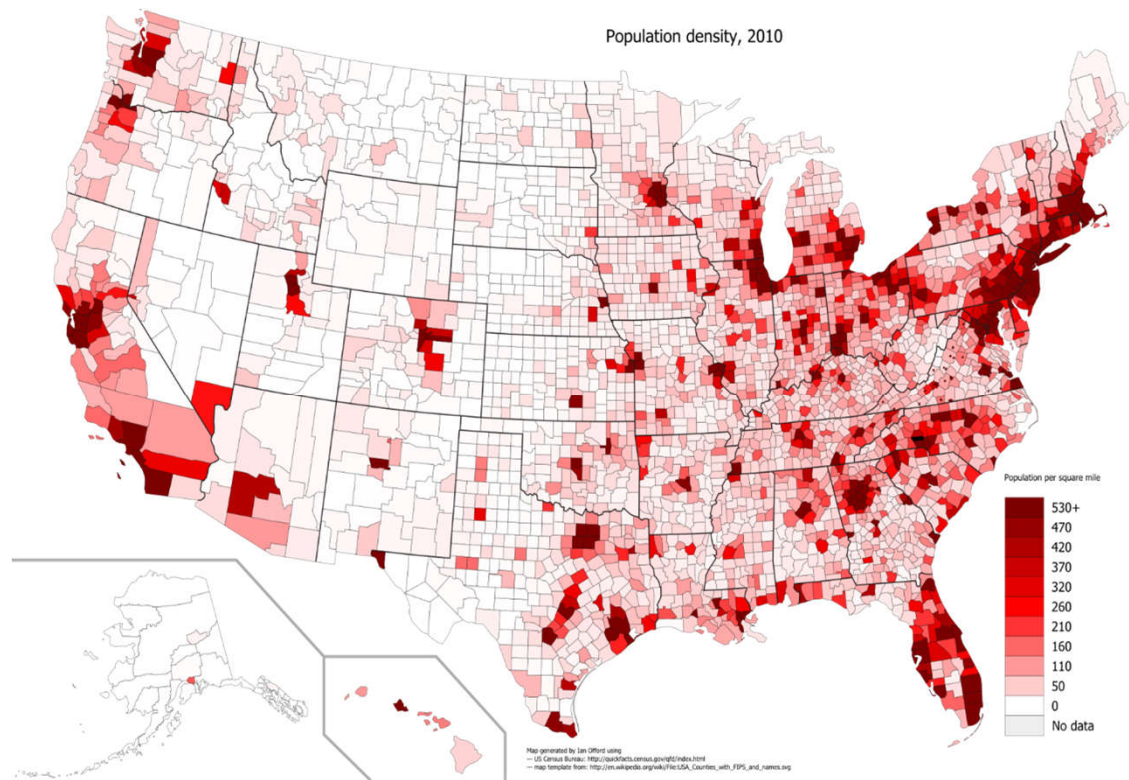 Population density, 2010
Population per square mile
530+
470
420
370
320
260
210
160
110
50
0
No data
Map generated by Ian Offord using
— US Census Bureau: http://quickfacts.census.gov/qfd/index.html
— map template from: http://en.wikipedia.org/wiki/File:USA_Counties_with_FIPS_and_names.svg